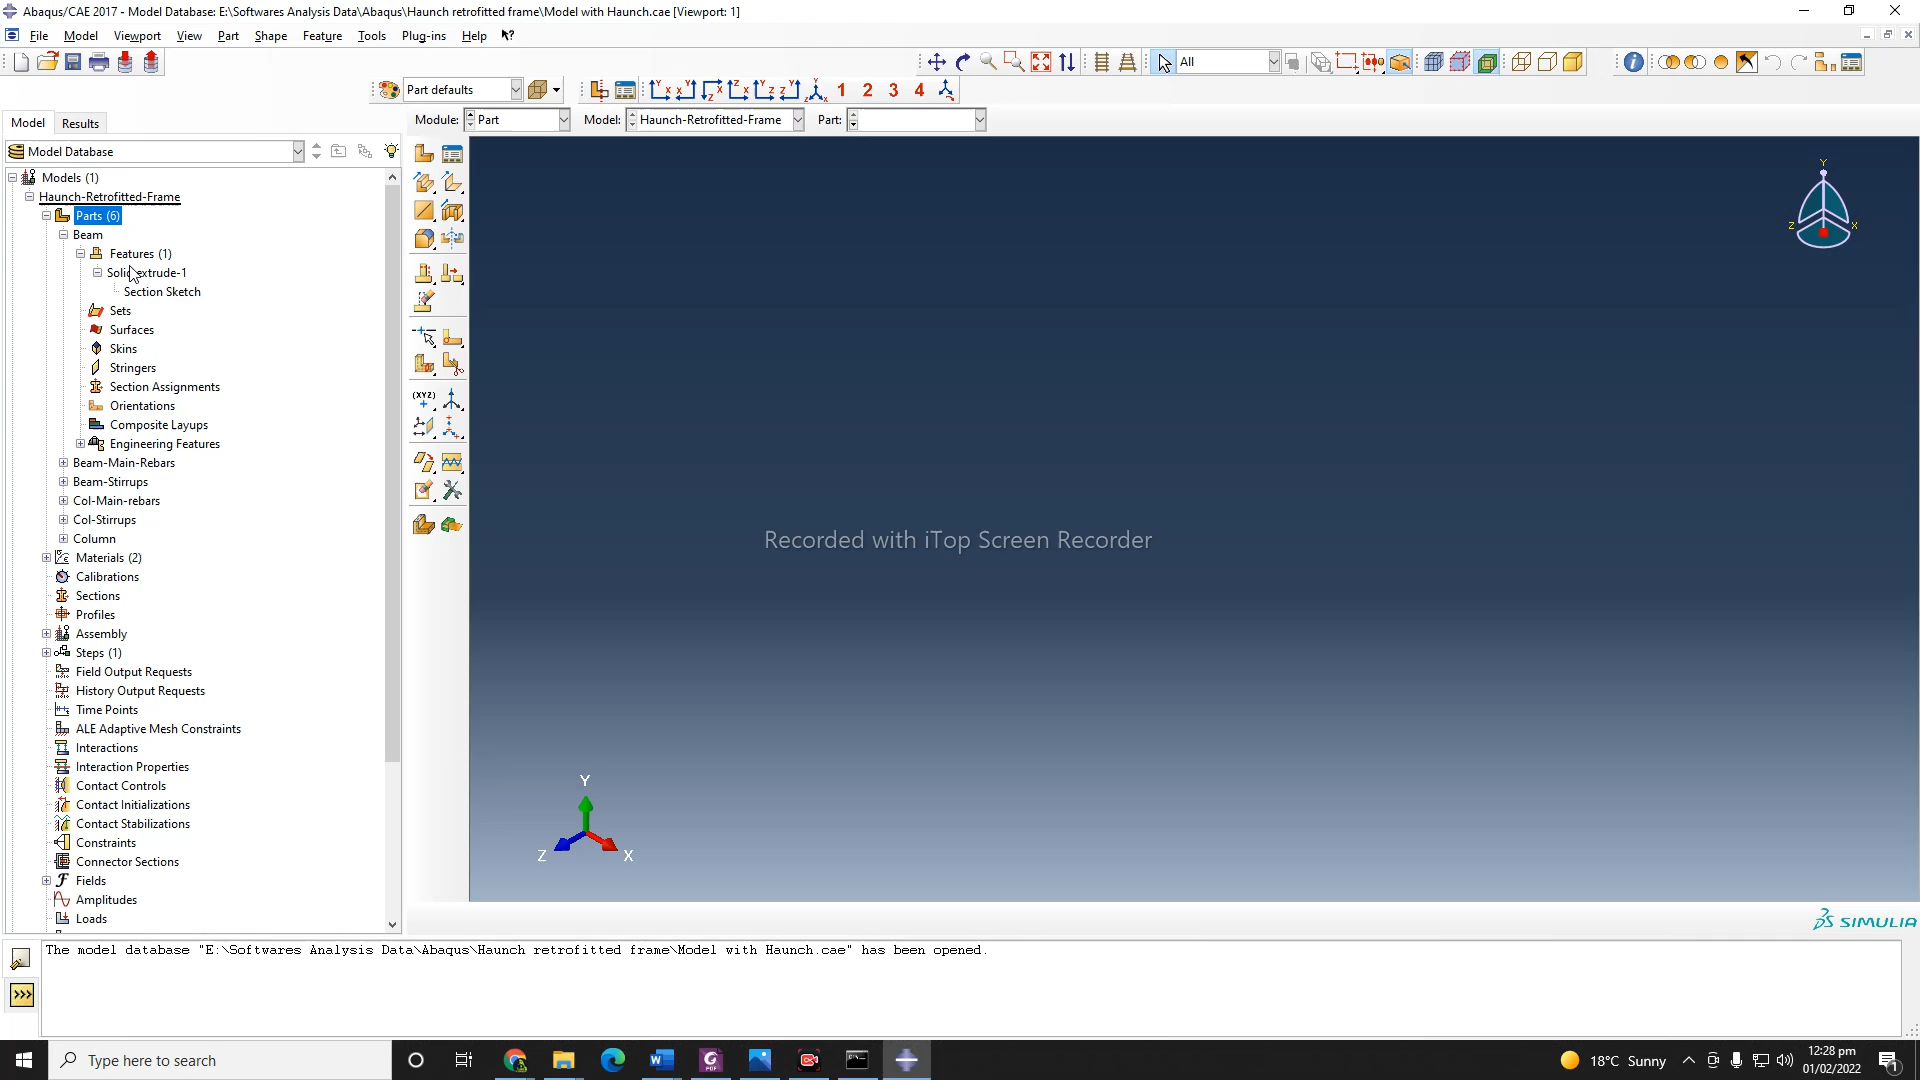 Abaqus/CAE 2017 - Model Database: E:\Softwares Analysis Data\Abaqus\Haunch retrofitted frame\Model with Haunch.cae [Viewport: 1]
File Model Viewport View Part Shape Feature Tools Plug-ins Help
All
Part defaults
1 2 3 4
Model Results
Module: Part Model: Haunch-Retrofitted-Frame Part:
Model Database
Models (1)
Haunch-Retrofitted-Frame
Parts (6)
Beam
Features (1)
Solid extrude-1
Section Sketch
Sets
Surfaces
Skins
Stringers
Section Assignments
Orientations
Composite Layups
Engineering Features
Beam-Main-Rebars
Beam-Stirrups
Col-Main-rebars
Col-Stirrups
Column
Materials (2)
Calibrations
Sections
Profiles
Assembly
Steps (1)
Field Output Requests
History Output Requests
Time Points
ALE Adaptive Mesh Constraints
Interactions
Interaction Properties
Contact Controls
Contact Initializations
Contact Stabilizations
Constraints
Connector Sections
Fields
Amplitudes
Loads
(XYZ)
Y
Z X
Recorded with iTop Screen Recorder
Y
Z X
SIMULIA
The model database "E:\Softwares Analysis Data\Abaqus\Haunch retrofitted frame\Model with Haunch.cae" has been opened.
>>>
Type here to search
18°C Sunny
12:28 pm
01/02/2022
1